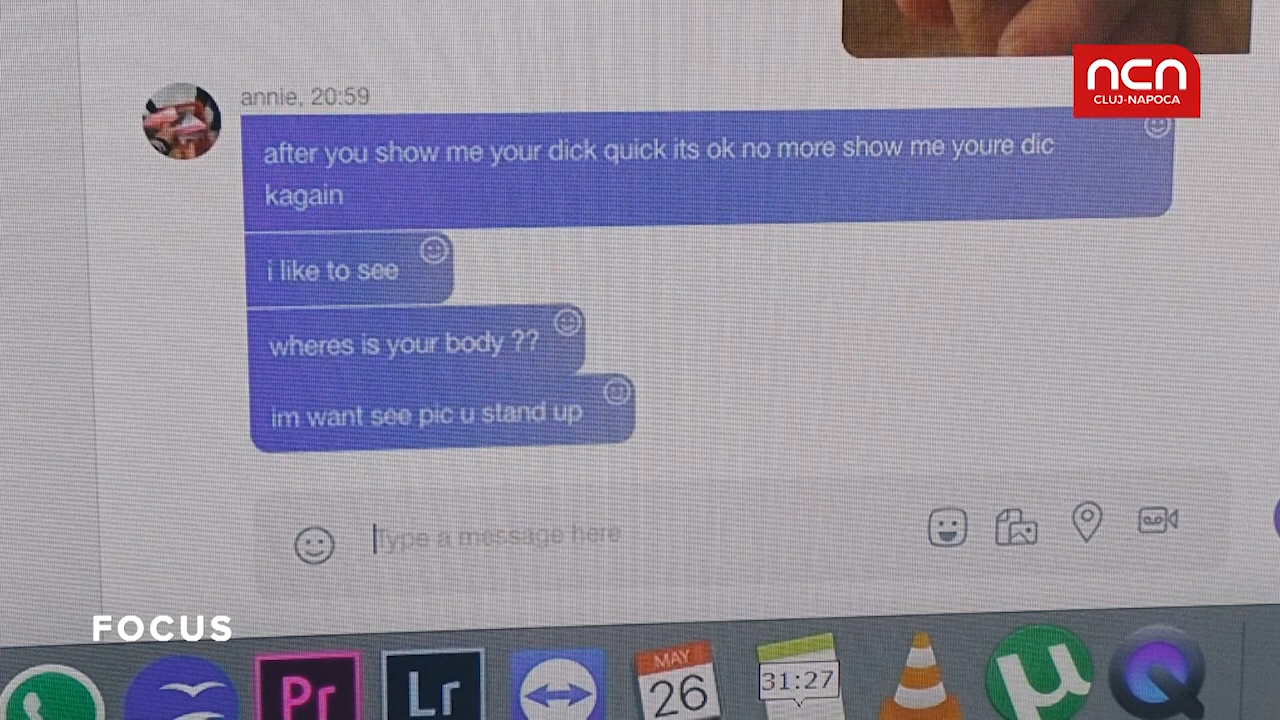 ncn
CLUJ-NAPOCA
annie, 20:59
after you show me your dick quick its ok no more show me youre dic
kagain
i like to see
wheres is your body ??
im want see pic u stand up
Type a message here
FOCUS
Pr
Lr
MAY
26
31:27
µ